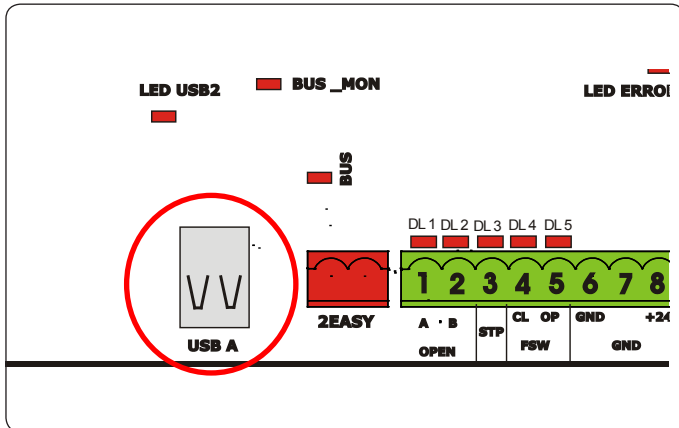 BUS _MON
LED USB2
LED ERRO
BUS
DL 1 DL 2 DL 3 DL 4 DL 5
1 2 3 4 5 6 7 8
2EASY
A B STP CL OP GND +24
USB A
OPEN FSW GND